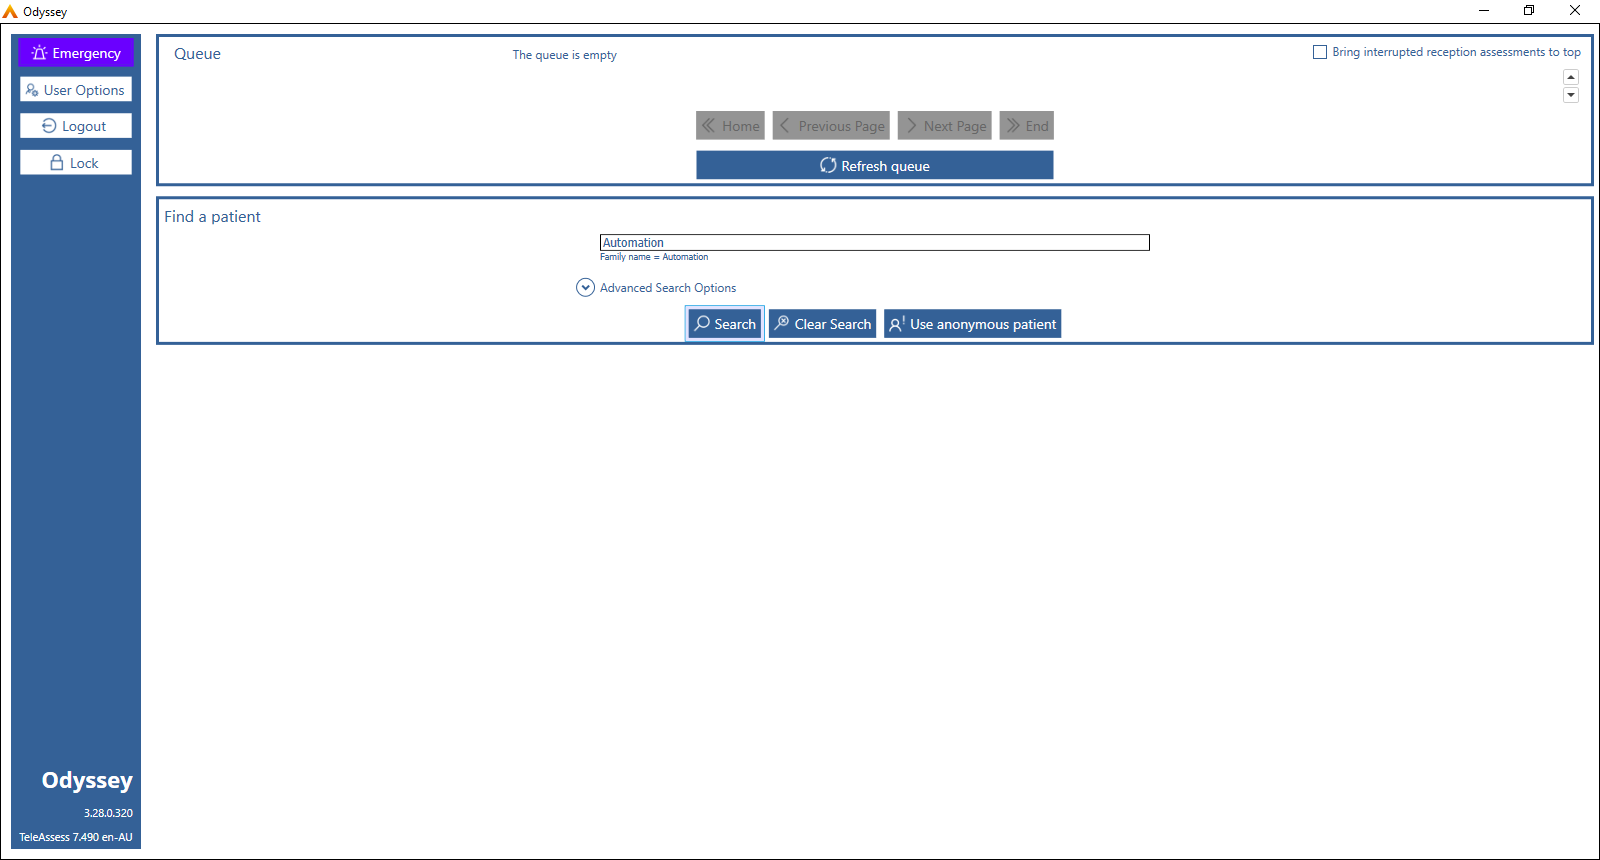 Odyssey
Emergency
User Options
Logout
Lock
Queue
The queue is empty
Bring interrupted reception assessments to top
Home
Previous Page
Next Page
End
Refresh queue
Find a patient
Automation
Family name = Automation
Advanced Search Options
Search
Clear Search
Use anonymous patient
Odyssey
3.28.0.320
TeleAssess 7.490 en-AU